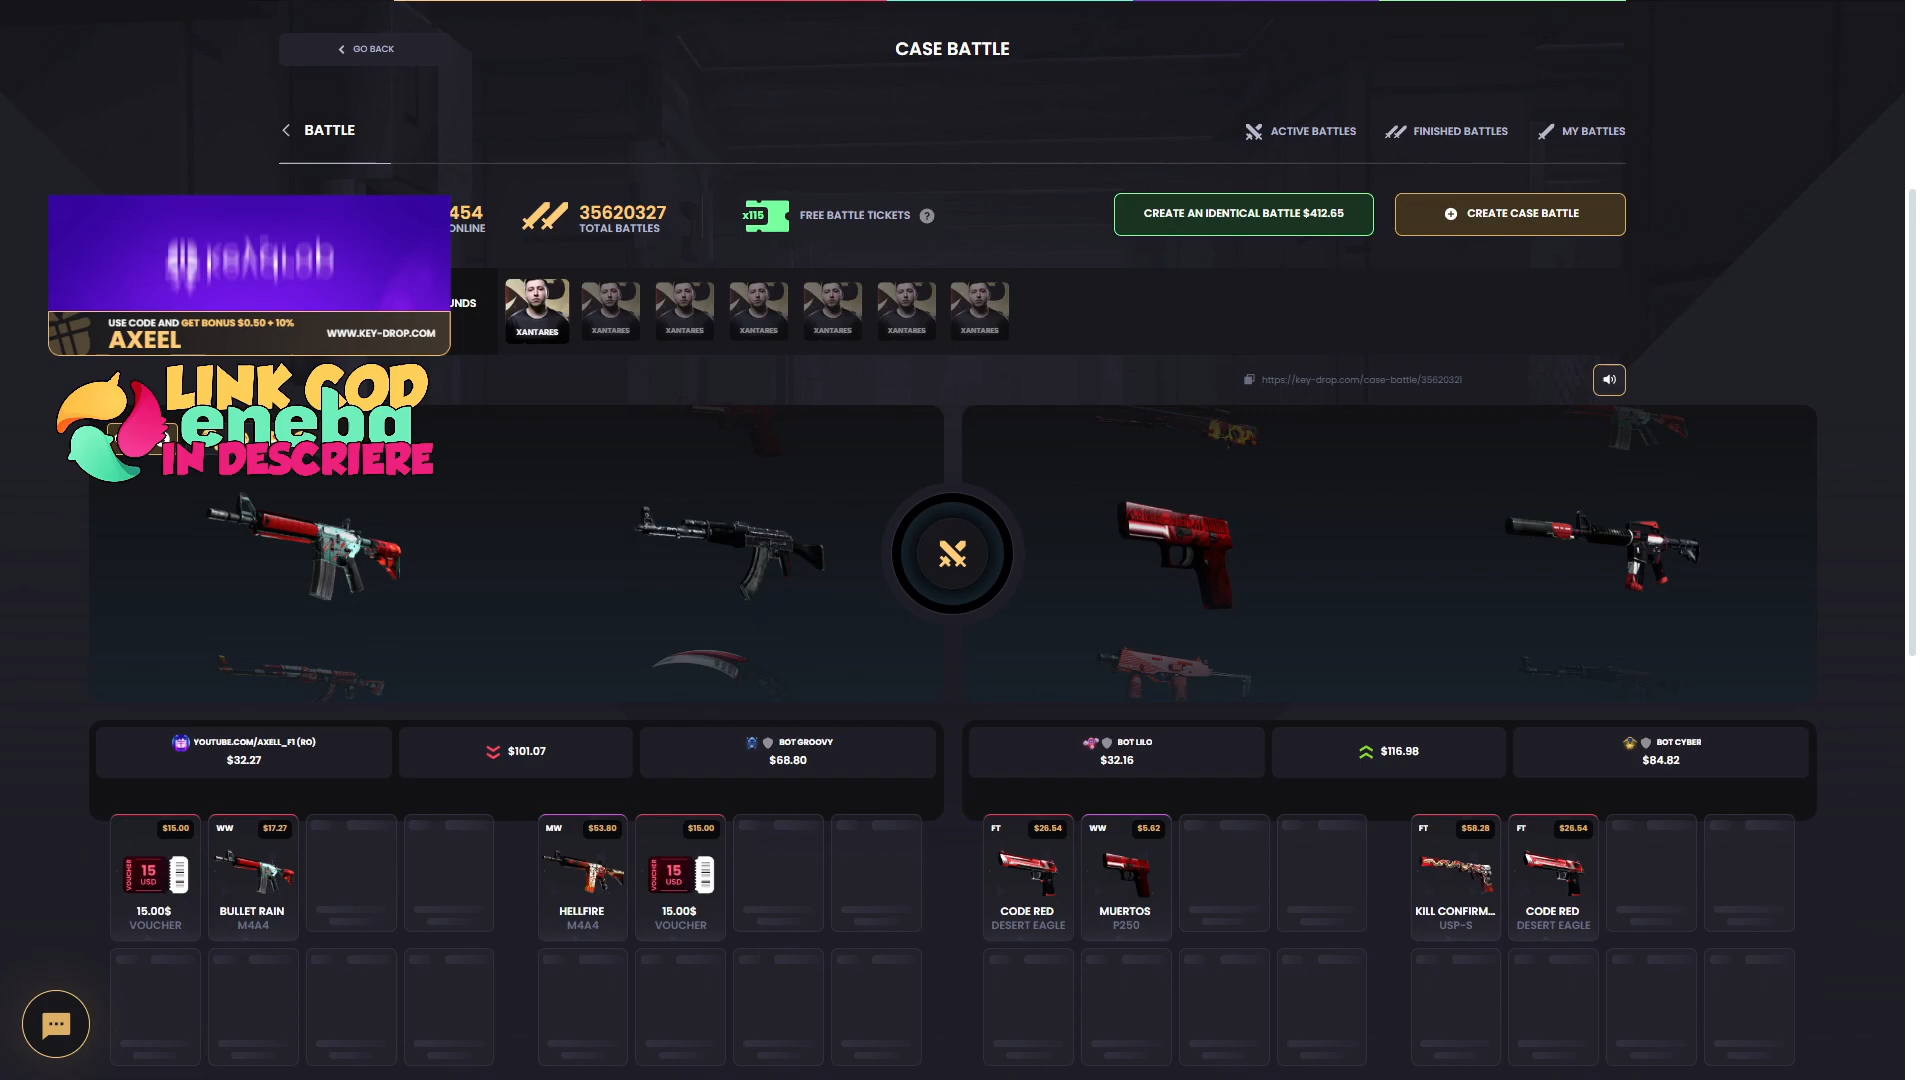 GO BACK
CASE BATTLE
BATTLE
ACTIVE BATTLES
FINISHED BATTLES
MY BATTLES
454
ONLINE
35620327
TOTAL BATTLES
x115
FREE BATTLE TICKETS
?
CREATE AN IDENTICAL BATTLE $412.65
CREATE CASE BATTLE
USE CODE AND GET BONUS $0.50 + 10%
AXEEL
WWW.KEY-DROP.COM
UNDS
XANTARES
XANTARES
XANTARES
XANTARES
XANTARES
XANTARES
XANTARES
https://key-drop.com/case-battle/35620321
LINK COD
eneba
IN DESCRIERE
YOUTUBE.COM/AXELL_F1 (RO)
$32.27
$101.07
BOT GROOVY
$68.80
BOT LILO
$32.16
$116.98
BOT CYBER
$84.82
$15.00
VOUCHER
15
USD
15.00$
VOUCHER
WW
$17.27
BULLET RAIN
M4A4
MW
$53.80
HELLFIRE
M4A4
$15.00
VOUCHER
15
USD
15.00$
VOUCHER
FT
$26.54
CODE RED
DESERT EAGLE
WW
$5.62
MUERTOS
P250
FT
$58.28
KILL CONFIRM...
USP-S
FT
$26.54
CODE RED
DESERT EAGLE